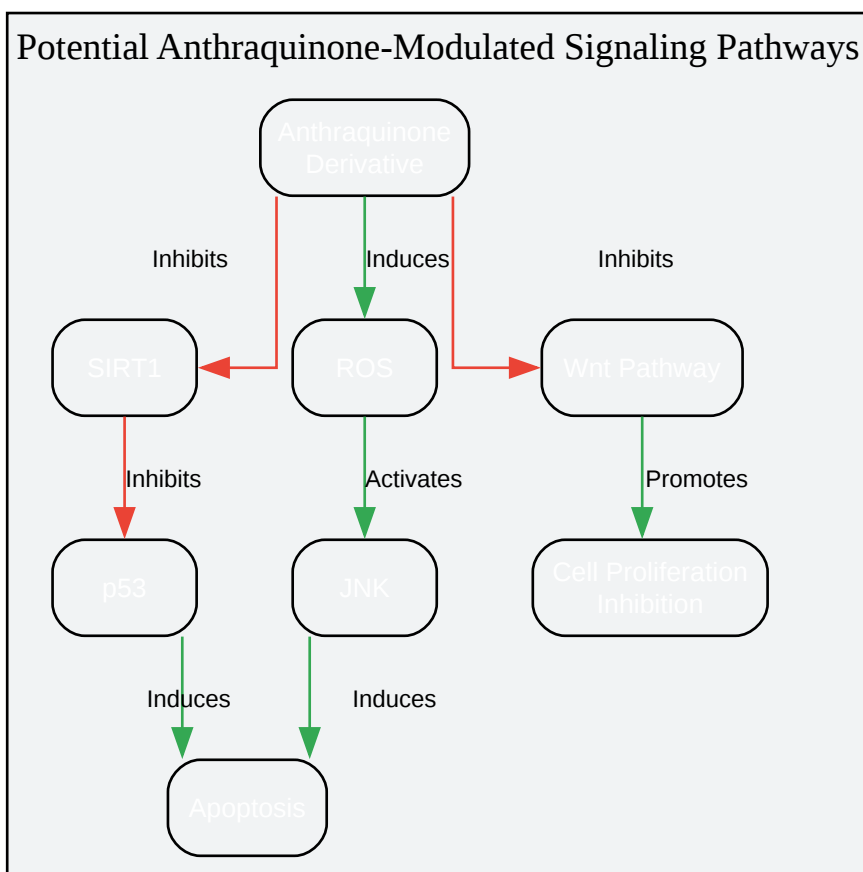 Potential Anthraquinone-Modulated Signaling Pathways
Anthraquinone
Derivative
Inhibits
Induces
Inhibits
SIRT1
ROS
Wnt Pathway
Inhibits
Activates
Promotes
p53
JNK
Cell Proliferation
Inhibition
Induces
Induces
Apoptosis